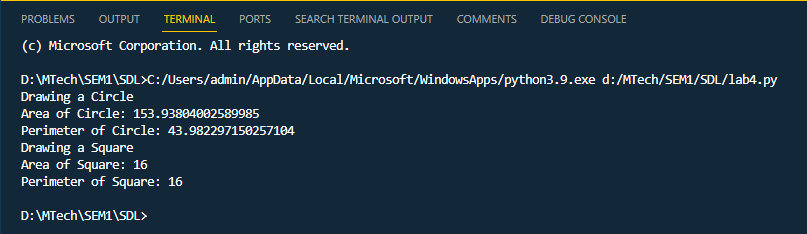 PROBLEMS OUTPUT TERMINAL PORTS SEARCH TERMINAL OUTPUT COMMENTS DEBUG CONSOLE
(c) Microsoft Corporation. All rights reserved.
D:\MTech\SEM1\SDL>C:/Users/admin/AppData/Local/Microsoft/WindowsApps/python3.9.exe d:/MTech/SEM1/SDL/lab4.py
Drawing a Circle
Area of Circle: 153.93804002589985
Perimeter of Circle: 43.982297150257104
Drawing a Square
Area of Square: 16
Perimeter of Square: 16
D:\MTech\SEM1\SDL>